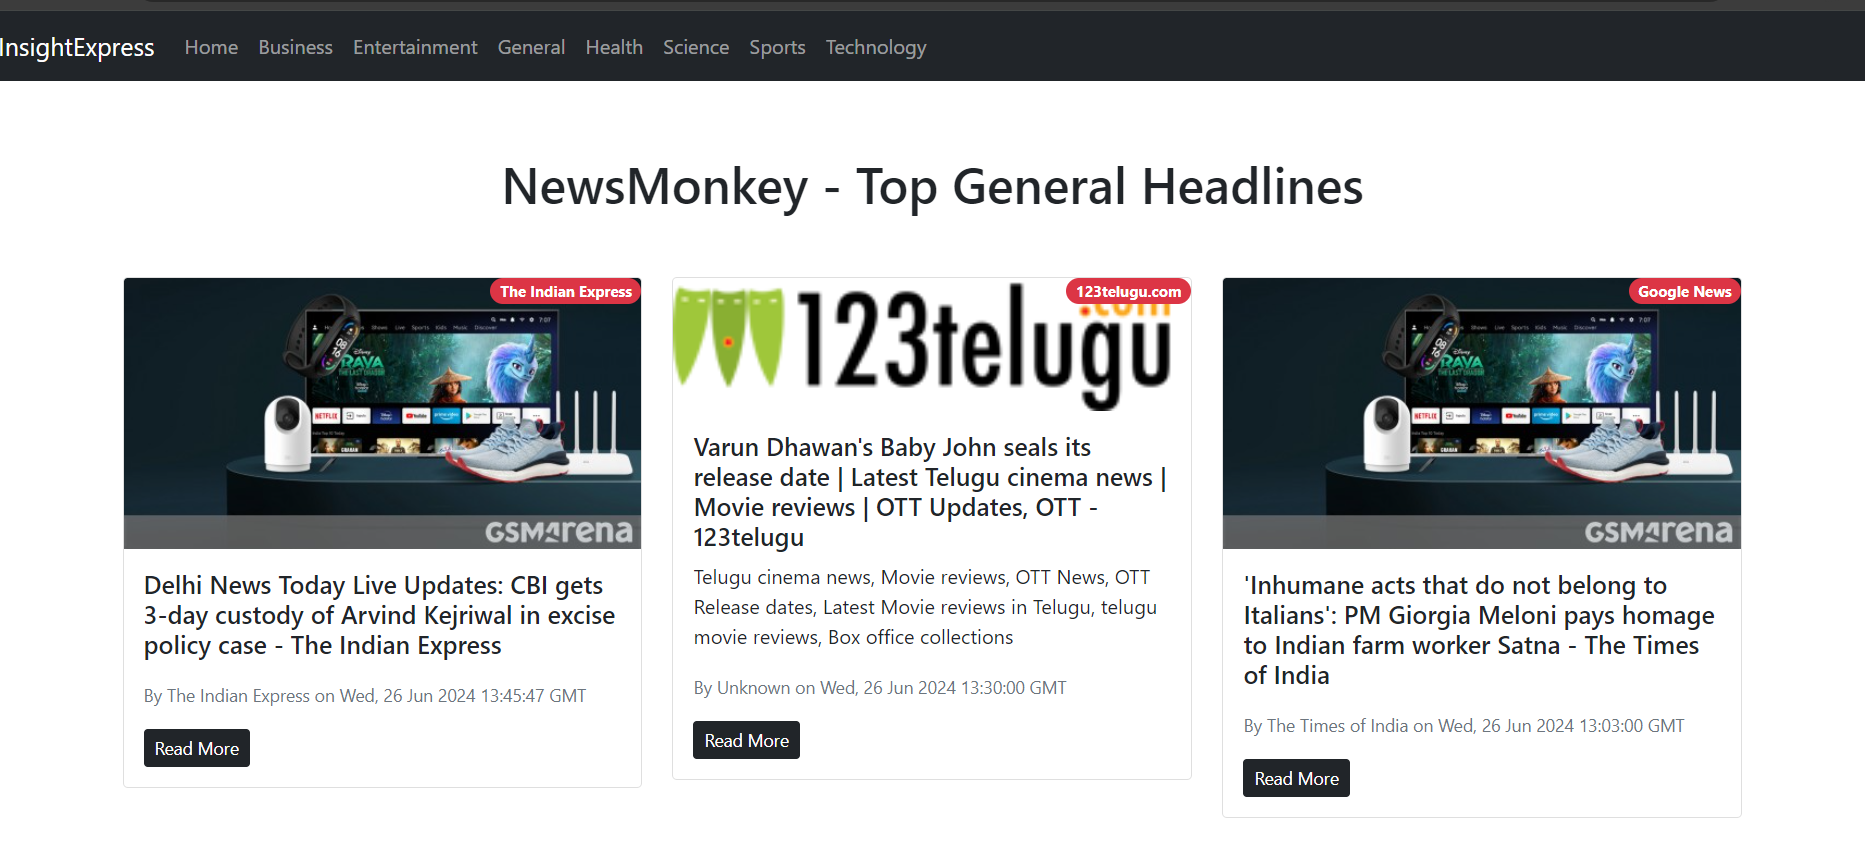 InsightExpress Home Business Entertainment General Health Science Sports Technology
NewsMonkey - Top General Headlines
The Indian Express
NETFLIX
GSMArena
Delhi News Today Live Updates: CBI gets
3-day custody of Arvind Kejriwal in excise
policy case - The Indian Express
By The Indian Express on Wed, 26 Jun 2024 13:45:47 GMT
Read More
123telugu.com
123telugu
.com
Varun Dhawan's Baby John seals its
release date | Latest Telugu cinema news |
Movie reviews | OTT Updates, OTT -
123telugu
Telugu cinema news, Movie reviews, OTT News, OTT
Release dates, Latest Movie reviews in Telugu, telugu
movie reviews, Box office collections
By Unknown on Wed, 26 Jun 2024 13:30:00 GMT
Read More
Google News
NETFLIX
GSMArena
'Inhumane acts that do not belong to
Italians': PM Giorgia Meloni pays homage
to Indian farm worker Satna - The Times
of India
By The Times of India on Wed, 26 Jun 2024 13:03:00 GMT
Read More